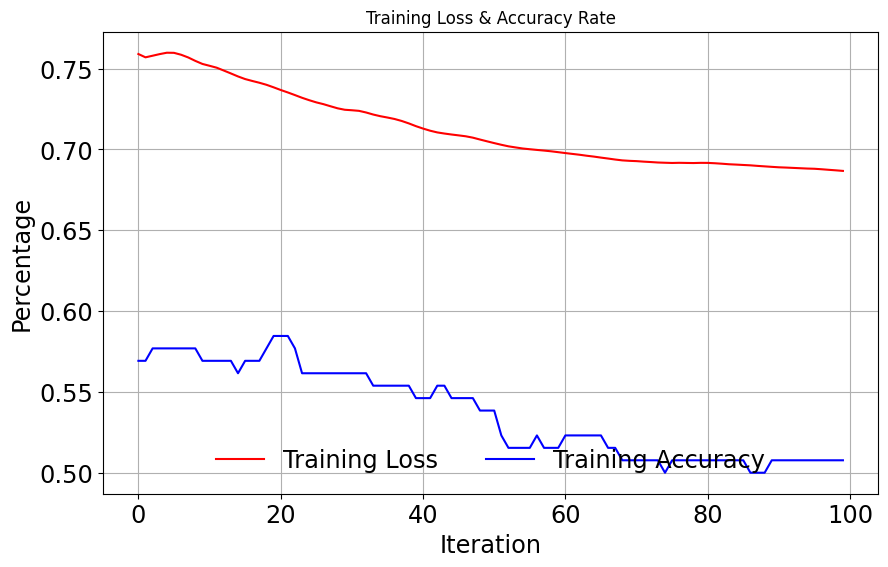 Training Loss & Accuracy Rate
Percentage
0.75
0.70
0.65
0.60
0.55
0.50
Training Loss
Training Accuracy
0 20 40 60 80 100
Iteration